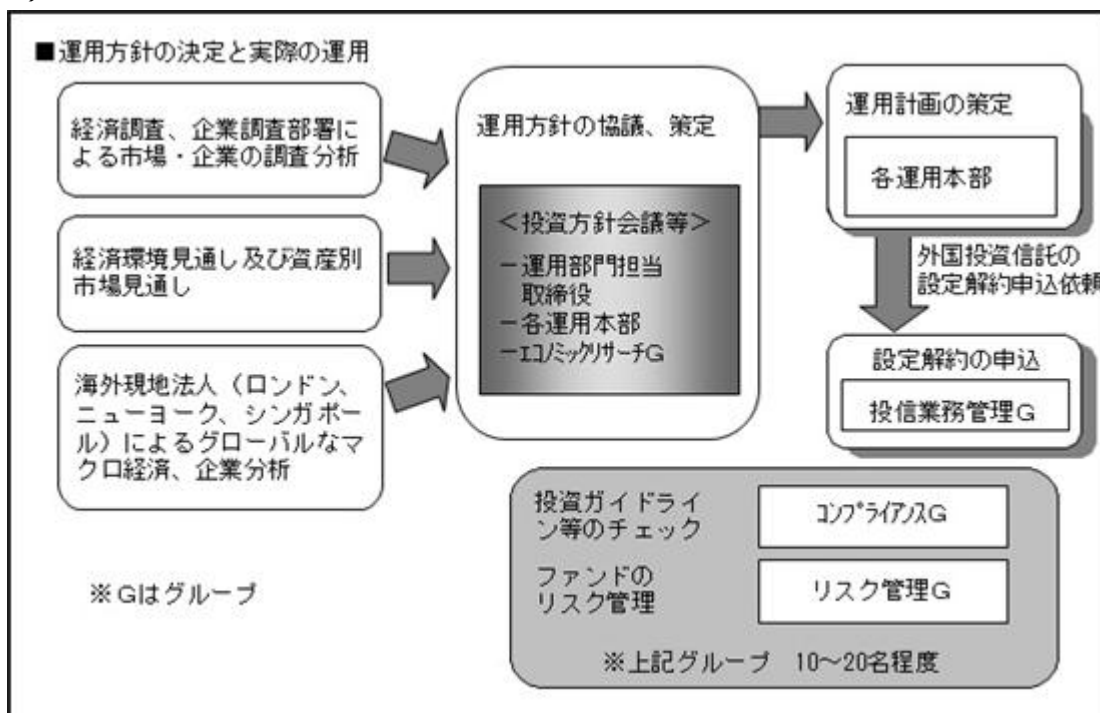 ■運用方針の決定と実際の運用
経済調査、企業調査部署に
よる市場・企業の調査分析
経済環境見通し及び資産別
市場見通し
海外現地法人（ロンドン、
ニューヨーク、シンガポー
ル）によるグローバルなマ
クロ経済、企業分析
※Gはグループ
運用方針の協議、策定
＜投資方針会議等＞
－運用部門担当
取締役
－各運用本部
－ｴｺﾉﾐｯｸﾘｻｰﾁG
運用計画の策定
各運用本部
外国投資信託の
設定解約申込依頼
設定解約の申込
投信業務管理G
投資ガイドライ
ン等のチェック
ｺﾝﾌﾟﾗｲｱﾝｽG
ファンドの
リスク管理
リスク管理G
※上記グループ　10～20名程度